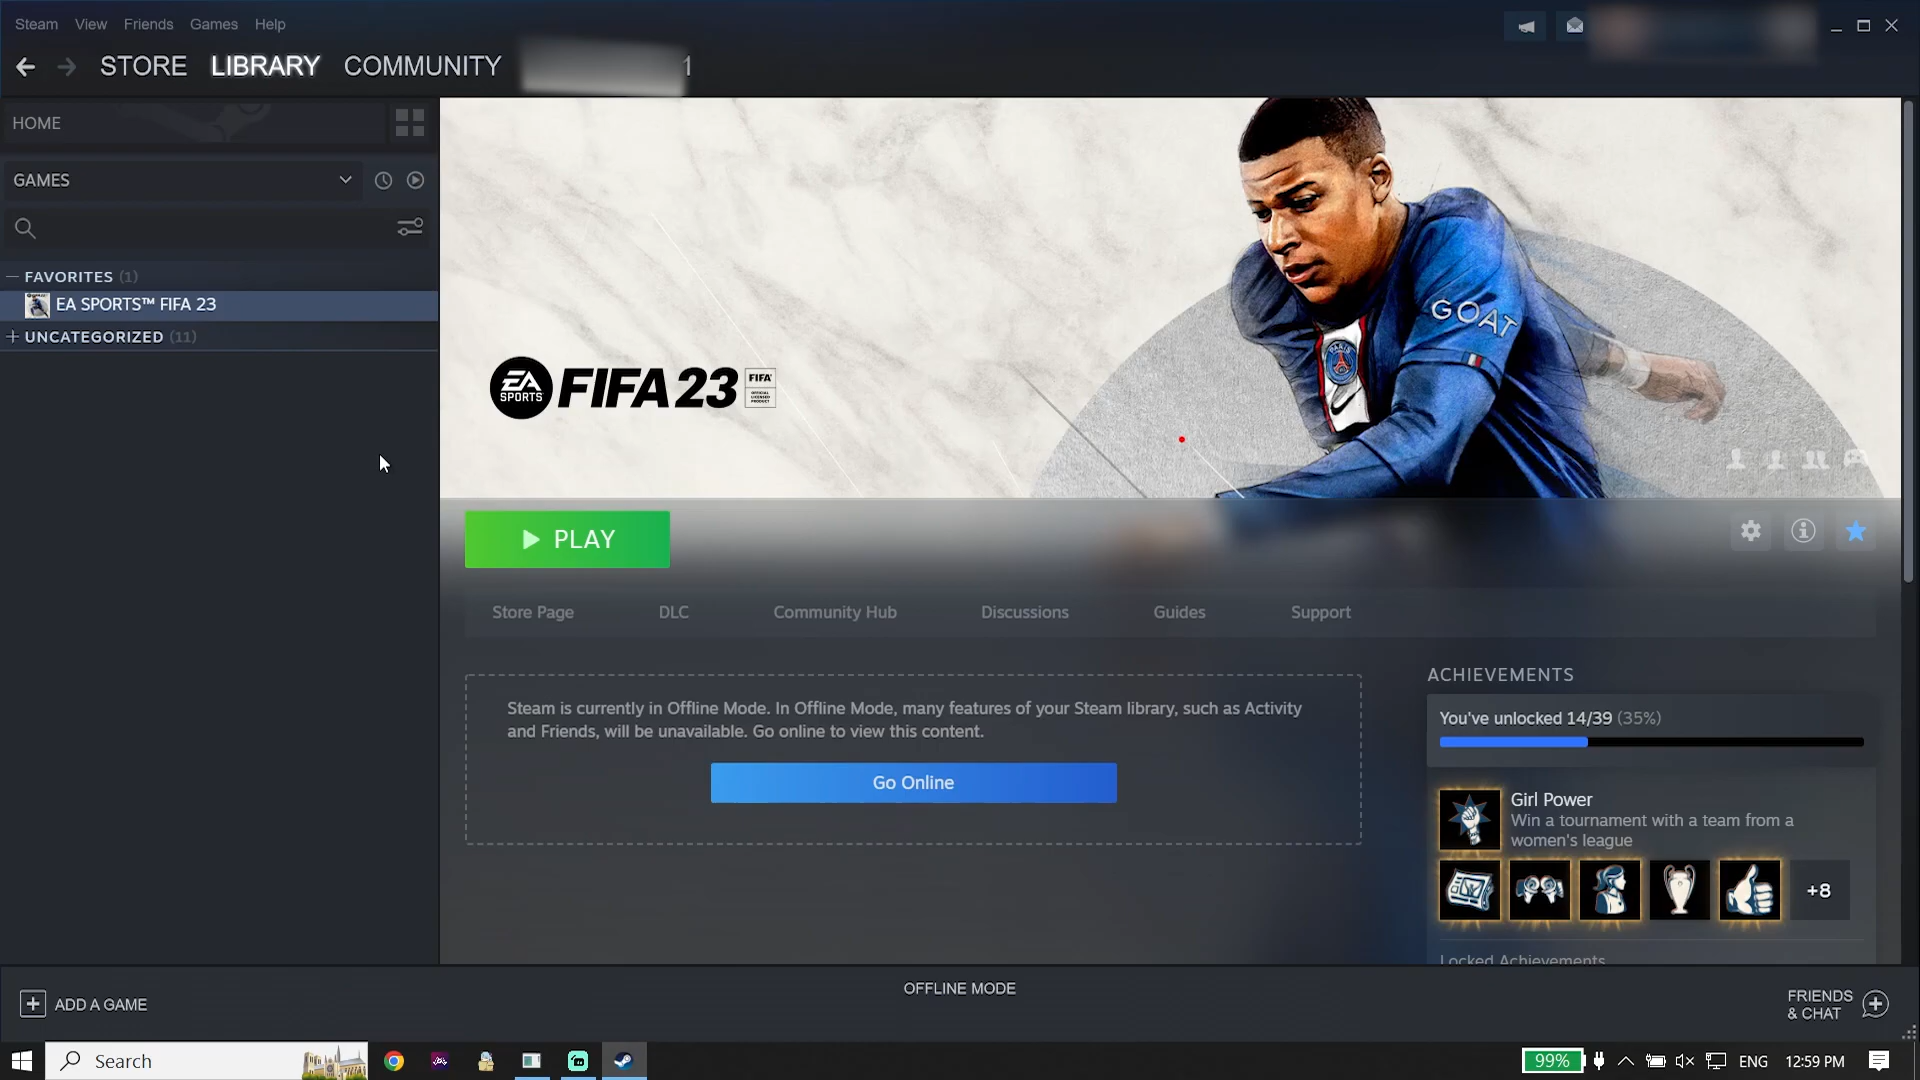 Steam View Friends Games Help
STORE LIBRARY COMMUNITY 1
HOME
GAMES
FAVORITES (1)
EA SPORTS™ FIFA 23
UNCATEGORIZED (11)
EA SPORTS FIFA 23 FIFA OFFICIAL LICENSED PRODUCT
GOAT
PARIS
PLAY
Store Page DLC Community Hub Discussions Guides Support
Steam is currently in Offline Mode. In Offline Mode, many features of your Steam library, such as Activity
and Friends, will be unavailable. Go online to view this content.
Go Online
ACHIEVEMENTS
You've unlocked 14/39 (35%)
Girl Power
Win a tournament with a team from a
women's league
+8
Locked Achievements
ADD A GAME
OFFLINE MODE
FRIENDS
& CHAT
Search
99% ENG 12:59 PM